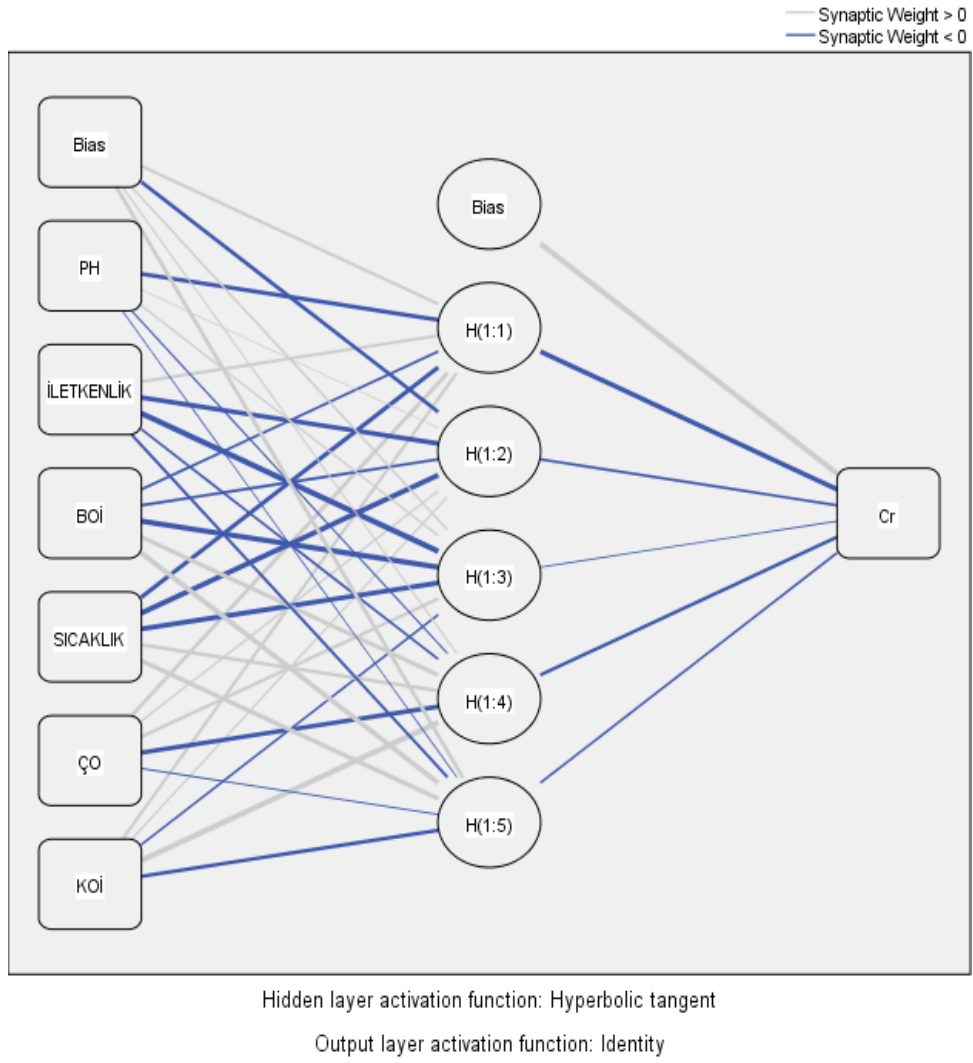 Synaptic Weight > 0
Synaptic Weight < 0
Bias
PH
İLETKENLİK
BOİ
SICAKLIK
ÇO
KOİ
Bias
H(1:1)
H(1:2)
H(1:3)
H(1:4)
H(1:5)
Cr
Hidden layer activation function: Hyperbolic tangent
Output layer activation function: Identity